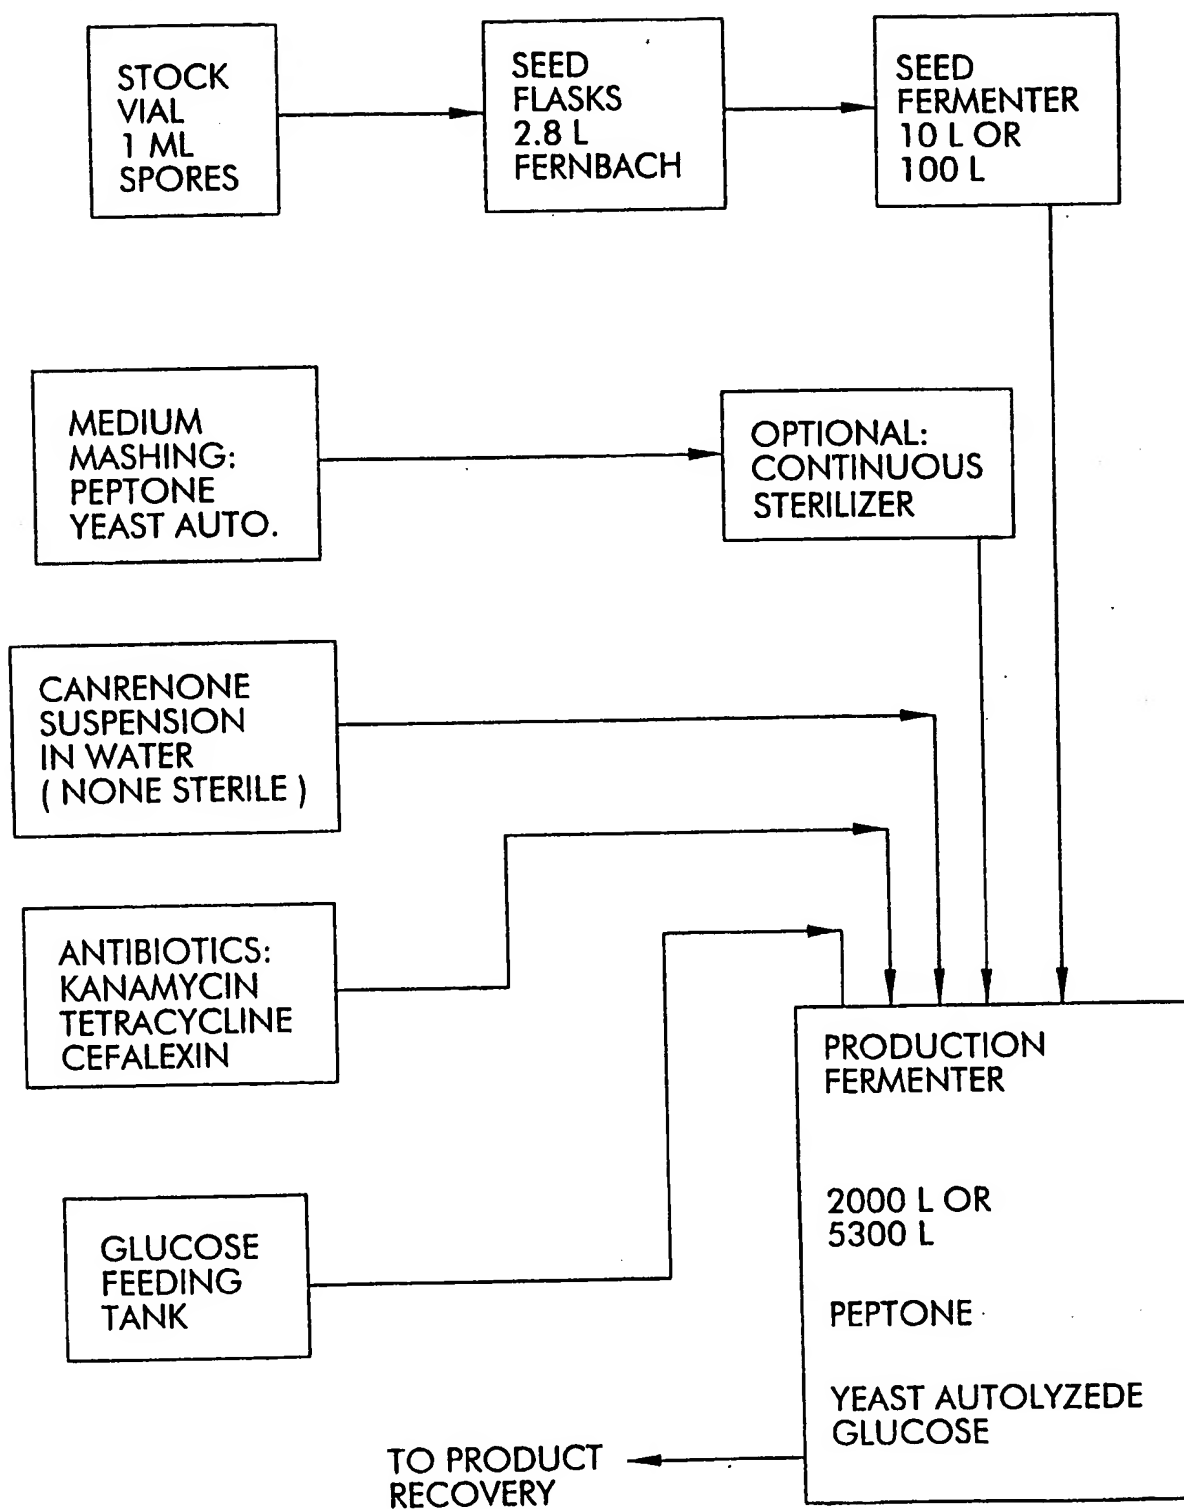 STOCK
VIAL
1 ML
SPORES
SEED
FLASKS
2.8 L
FERNBACH
SEED
FERMENTER
10 L OR
100 L
MEDIUM
MASHING:
PEPTONE
YEAST AUTO.
OPTIONAL:
CONTINUOUS
STERILIZER
CANRENONE
SUSPENSION
IN WATER
( NONE STERILE )
ANTIBIOTICS:
KANAMYCIN
TETRACYCLINE
CEFALEXIN
GLUCOSE
FEEDING
TANK
PRODUCTION
FERMENTER
2000 L OR
5300 L
PEPTONE
YEAST AUTOLYZEDE
GLUCOSE
TO PRODUCT
RECOVERY